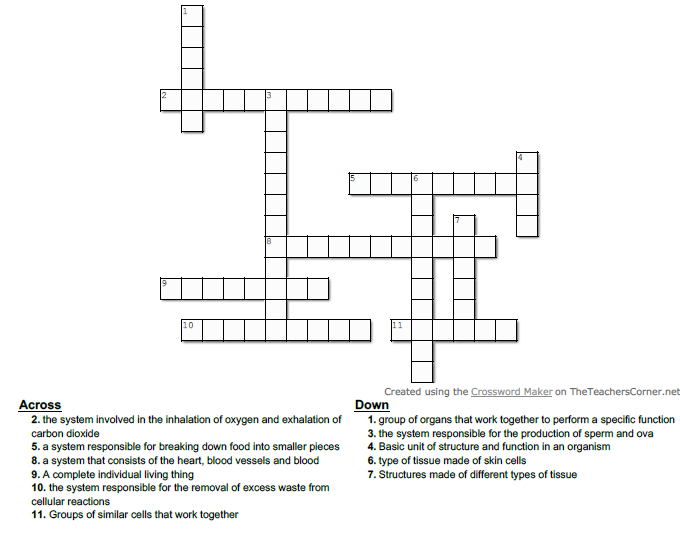 1
2
3
4
5
6
7
8
9
10
11
Created using the Crossword Maker on TheTeachersCorner.net
Across
2. the system involved in the inhalation of oxygen and exhalation of
carbon dioxide
5. a system responsible for breaking down food into smaller pieces
8. a system that consists of the heart, blood vessels and blood
9. A complete individual living thing
10. the system responsible for the removal of excess waste from
cellular reactions
11. Groups of similar cells that work together
Down
1. group of organs that work together to perform a specific function
3. the system responsible for the production of sperm and ova
4. Basic unit of structure and function in an organism
6. type of tissue made of skin cells
7. Structures made of different types of tissue